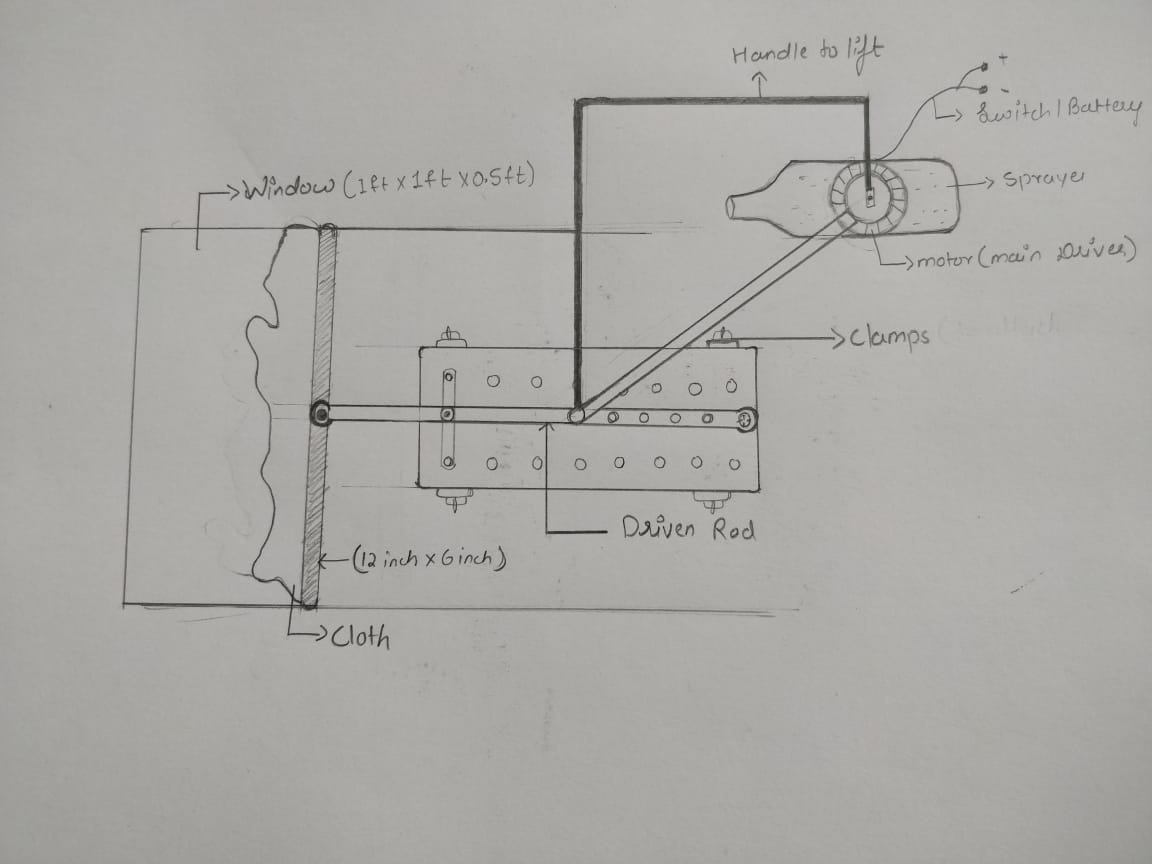 Handle to lift
+
-
Switch / Battery
Window (1ft x 1ft x 0.5ft)
Sprayer
motor (main Driver)
Clamps
Driven Rod
(12 inch x 6 inch)
Cloth